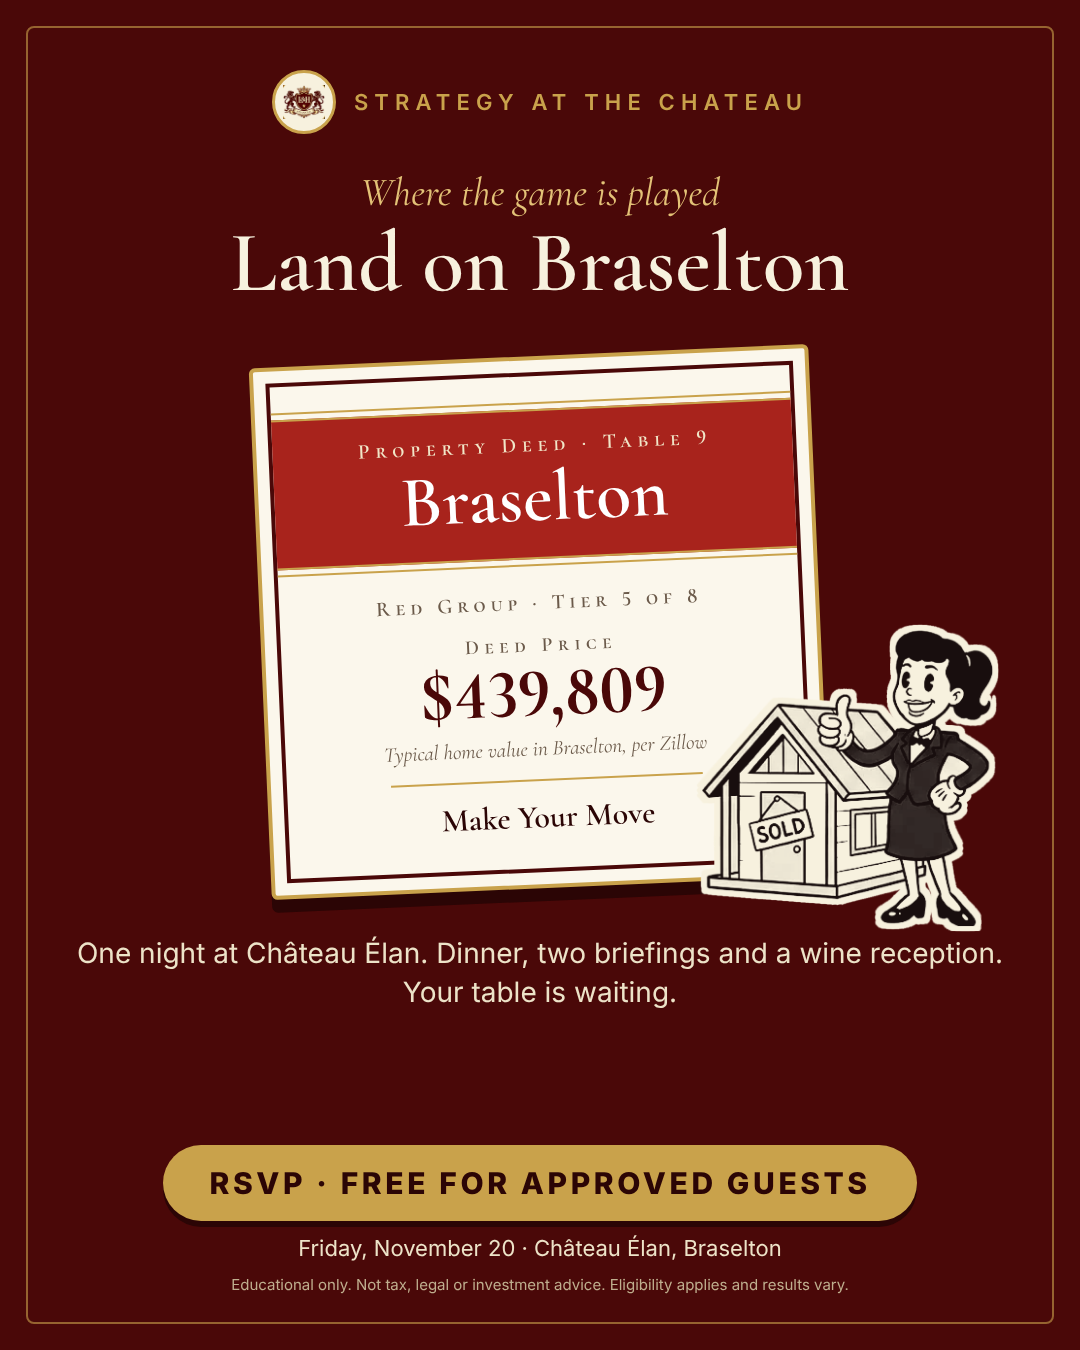 STRATEGY AT THE CHATEAU
Where the game is played
Land on Braselton
Property Deed · Table 9
Braselton
Red Group · Tier 5 of 8
Deed Price
$439,809
Typical home value in Braselton, per Zillow
Make Your Move
SOLD
One night at Château Élan. Dinner, two briefings and a wine reception.
Your table is waiting.
RSVP · FREE FOR APPROVED GUESTS
Friday, November 20 · Château Élan, Braselton
Educational only. Not tax, legal or investment advice. Eligibility applies and results vary.